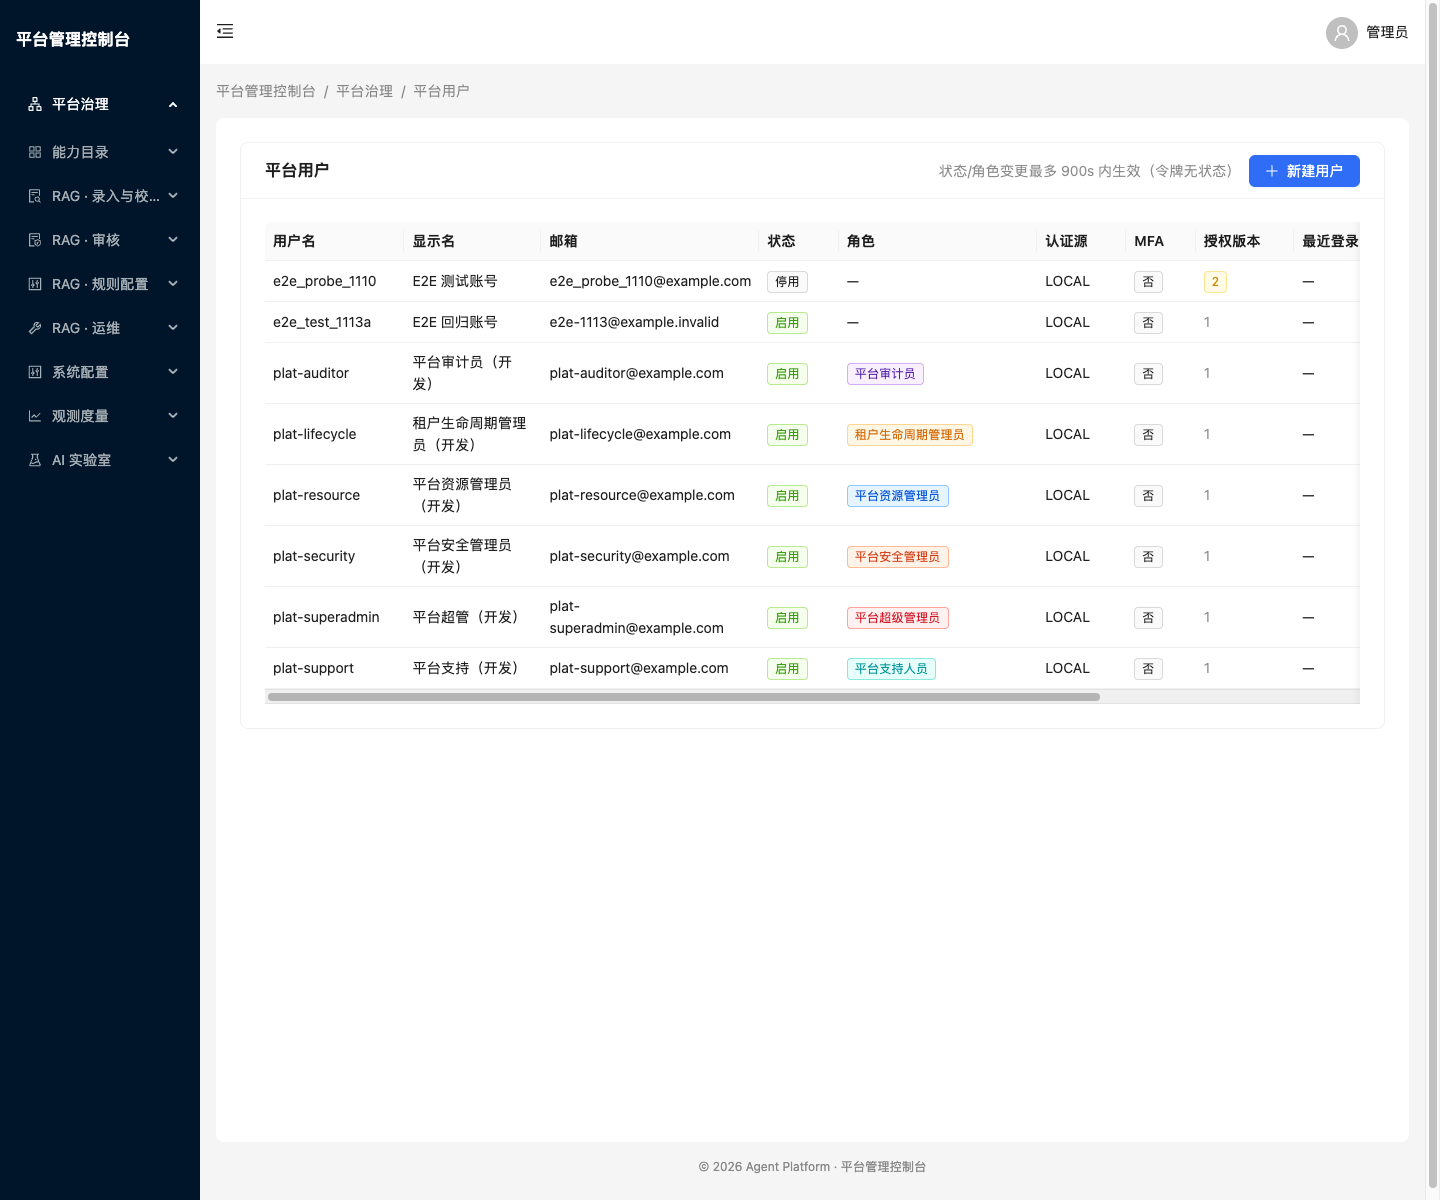 平台管理控制台
管理员
平台治理
能力目录
RAG · 录入与校...
RAG · 审核
RAG · 规则配置
RAG · 运维
系统配置
观测度量
AI 实验室
平台管理控制台 / 平台治理 / 平台用户
平台用户
状态/角色变更最多 900s 内生效（令牌无状态）
新建用户
用户名 显示名 邮箱 状态 角色 认证源 MFA 授权版本 最近登录
e2e_probe_1110 E2E 测试账号 e2e_probe_1110@example.com 停用 — LOCAL 否 2 —
e2e_test_1113a E2E 回归账号 e2e-1113@example.invalid 启用 — LOCAL 否 1 —
plat-auditor 平台审计员（开
发） plat-auditor@example.com 启用 平台审计员 LOCAL 否 1 —
plat-lifecycle 租户生命周期管理
员（开发） plat-lifecycle@example.com 启用 租户生命周期管理员 LOCAL 否 1 —
plat-resource 平台资源管理员
（开发） plat-resource@example.com 启用 平台资源管理员 LOCAL 否 1 —
plat-security 平台安全管理员
（开发） plat-security@example.com 启用 平台安全管理员 LOCAL 否 1 —
plat-superadmin 平台超管（开发） plat-
superadmin@example.com 启用 平台超级管理员 LOCAL 否 1 —
plat-support 平台支持（开发） plat-support@example.com 启用 平台支持人员 LOCAL 否 1 —
© 2026 Agent Platform · 平台管理控制台